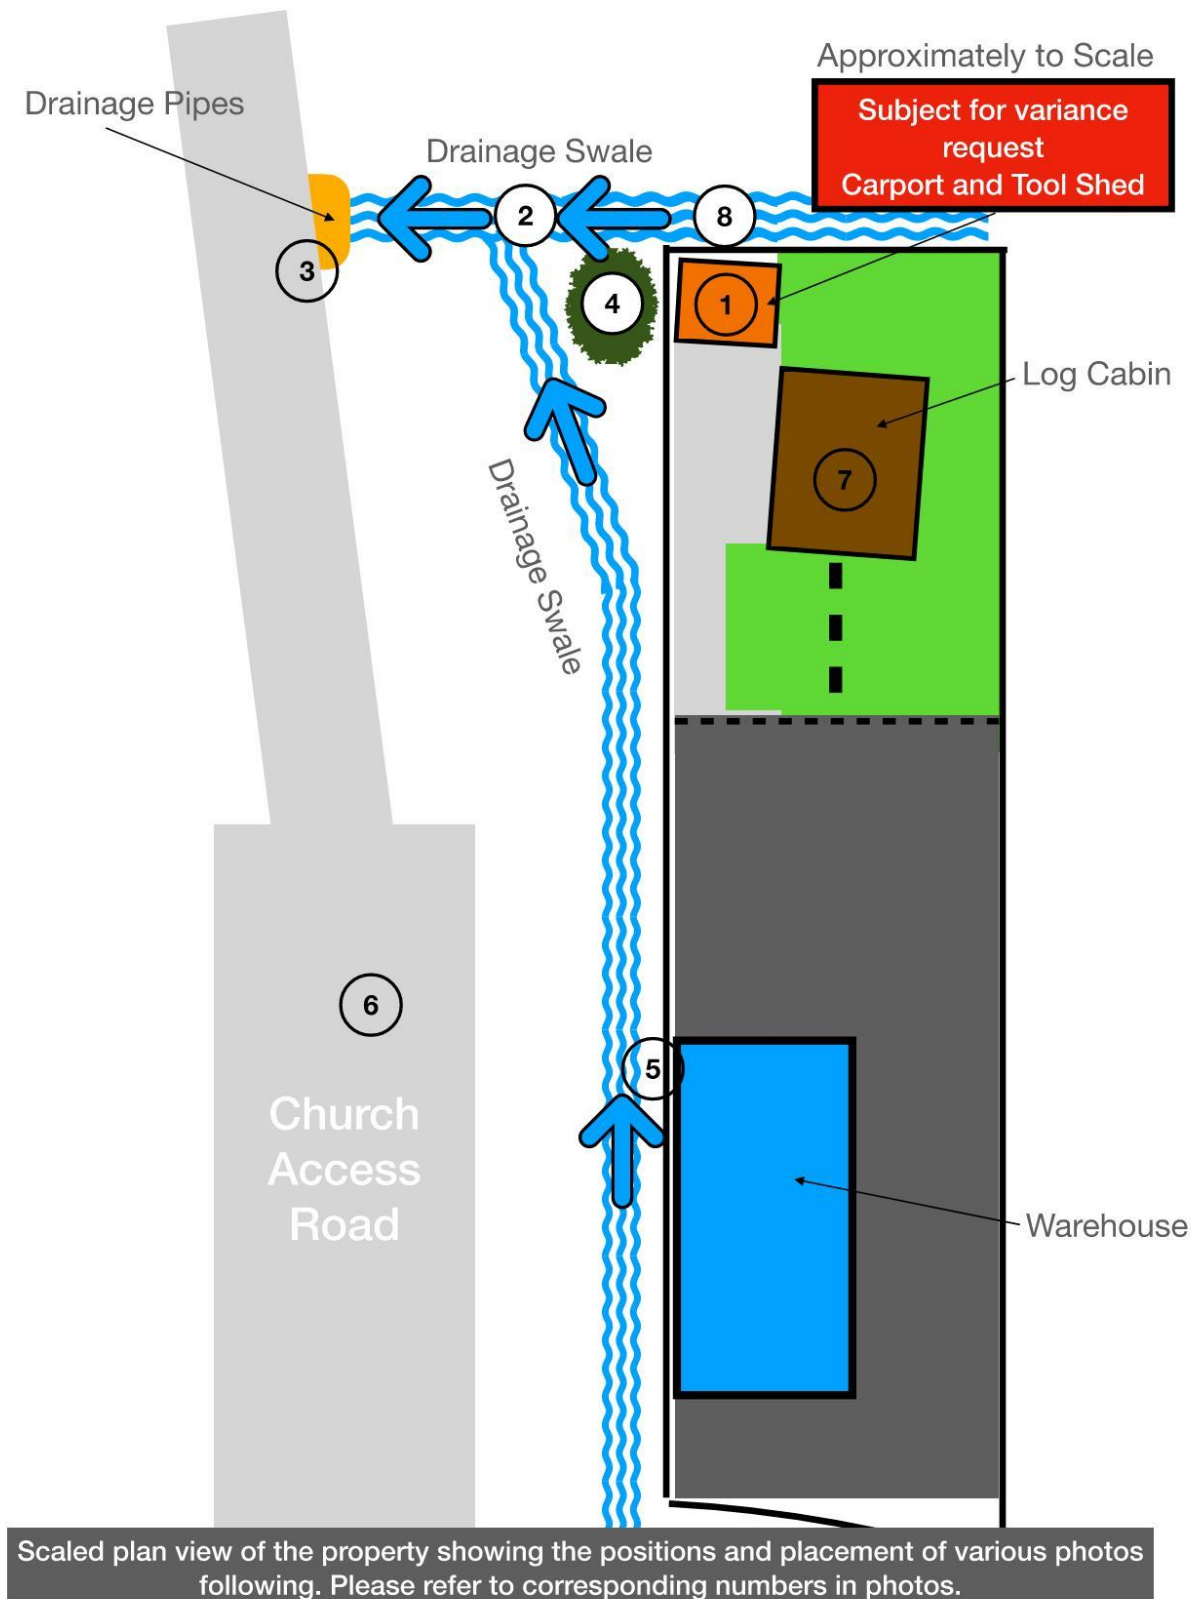 Approximately to Scale
Subject for variance
request
Carport and Tool Shed
Drainage Pipes
Drainage Swale
2
8
3
4
1
Log Cabin
7
Drainage Swale
6
5
Church
Access
Road
Warehouse
Scaled plan view of the property showing the positions and placement of various photos
following. Please refer to corresponding numbers in photos.